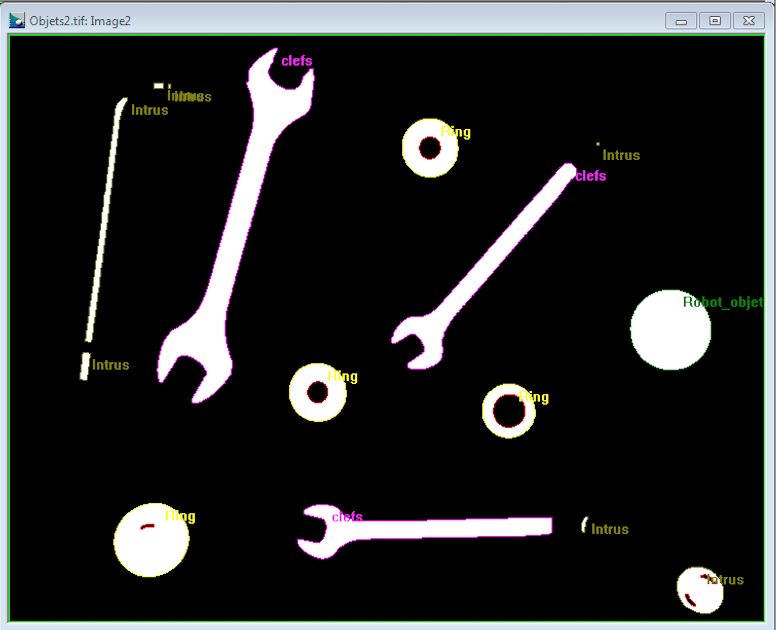 Objets2.tif: Image2
clefs
Intrus
Intrus
Intrus
Ring
Intrus
clefs
Robot_objet
Intrus
Ring
Ring
Ring
clefs
Intrus
Intrus